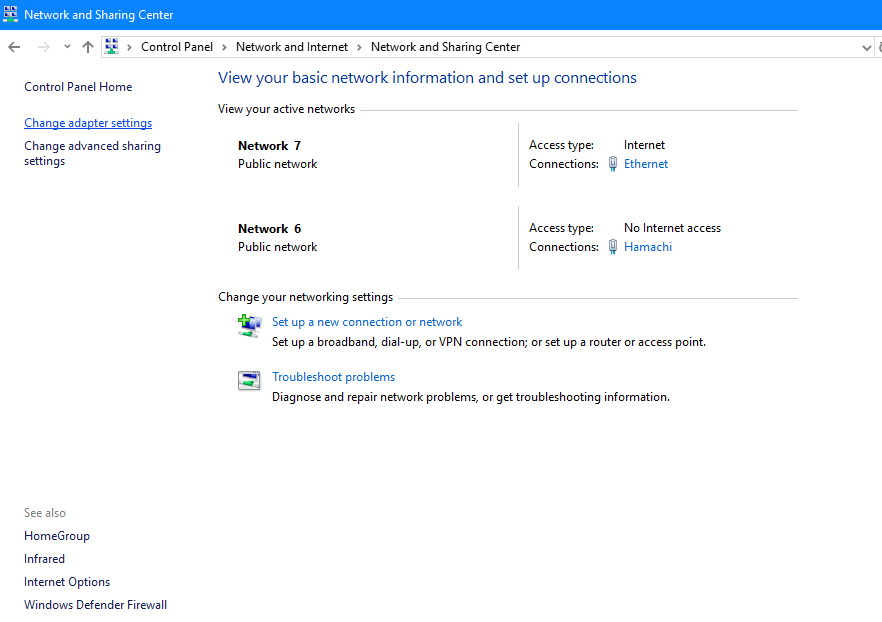 Network and Sharing Center
Control Panel > Network and Internet > Network and Sharing Center
Control Panel Home
Change adapter settings
Change advanced sharing
settings
View your basic network information and set up connections
View your active networks
Network 7
Public network
Access type: Internet
Connections: Ethernet
Network 6
Public network
Access type: No Internet access
Connections: Hamachi
Change your networking settings
Set up a new connection or network
Set up a broadband, dial-up, or VPN connection; or set up a router or access point.
Troubleshoot problems
Diagnose and repair network problems, or get troubleshooting information.
See also
HomeGroup
Infrared
Internet Options
Windows Defender Firewall